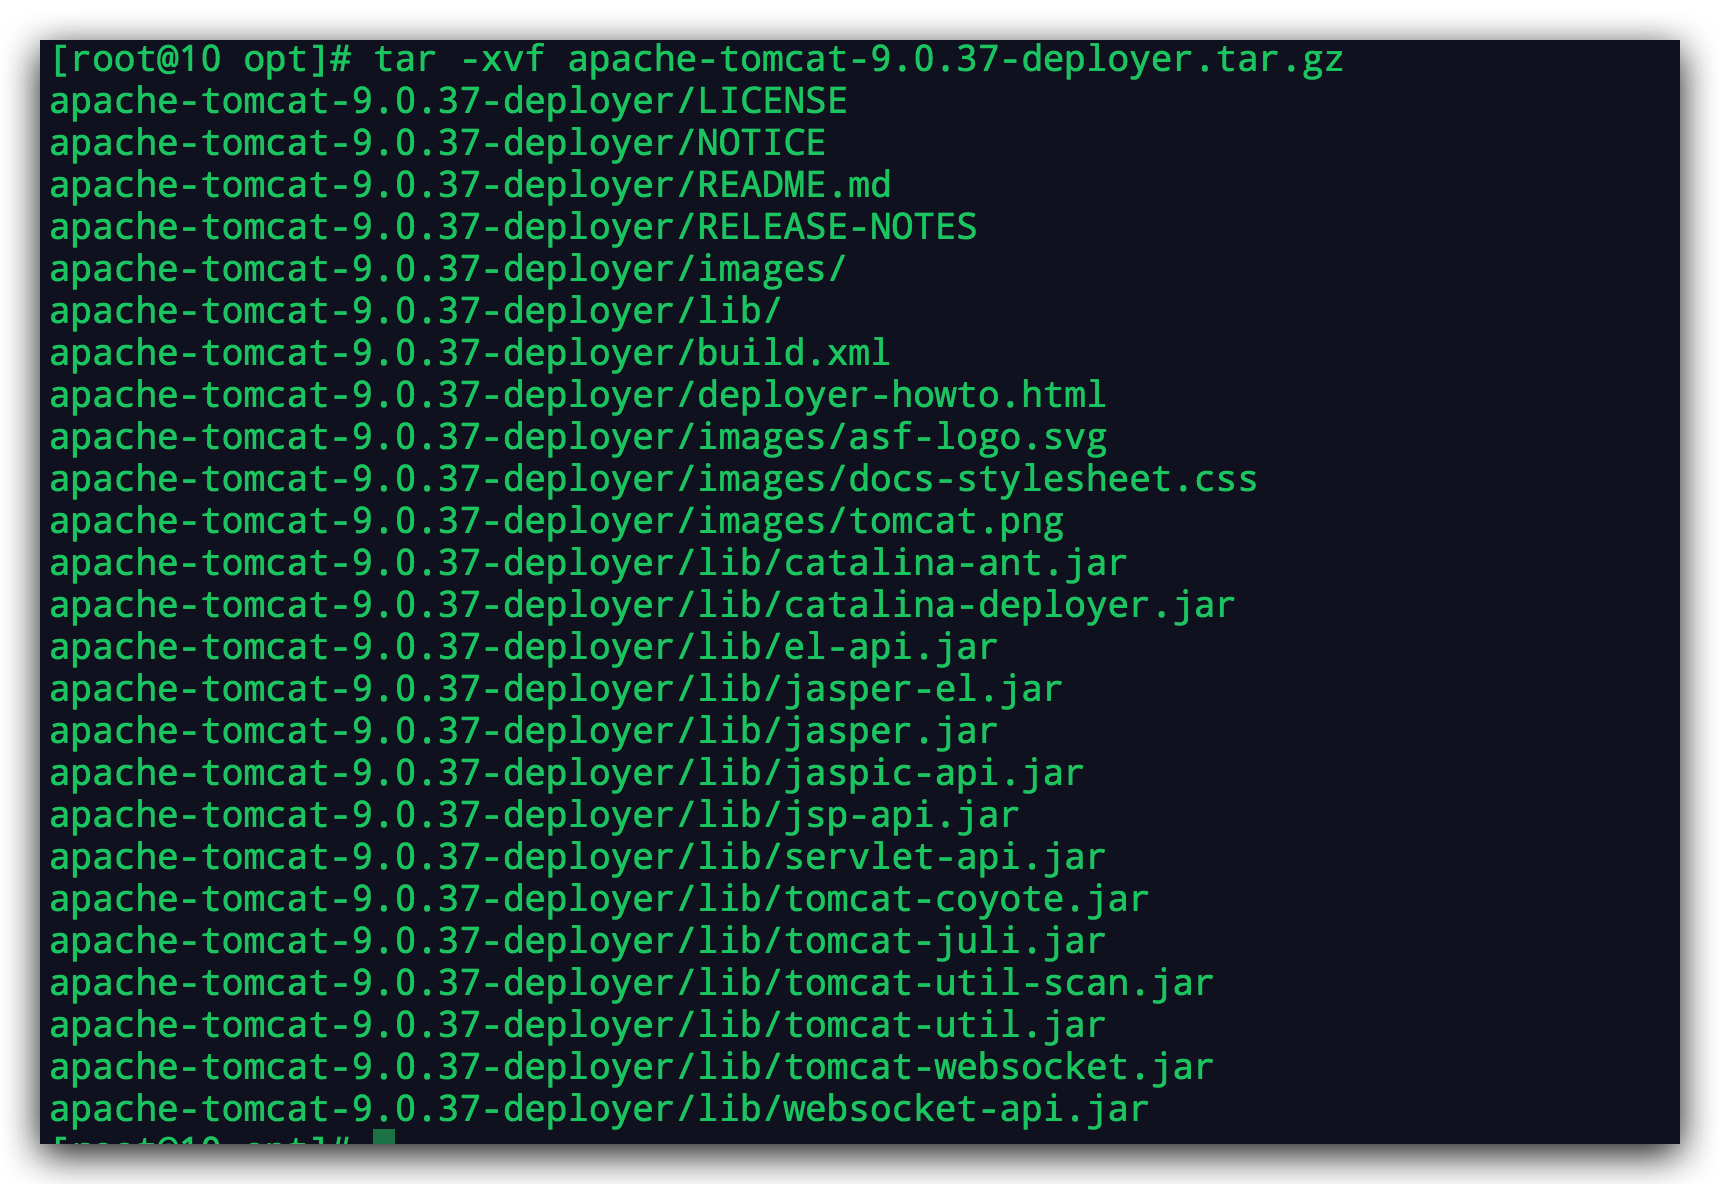 [root@10 opt]# tar -xvf apache-tomcat-9.0.37-deployer.tar.gz
apache-tomcat-9.0.37-deployer/LICENSE
apache-tomcat-9.0.37-deployer/NOTICE
apache-tomcat-9.0.37-deployer/README.md
apache-tomcat-9.0.37-deployer/RELEASE-NOTES
apache-tomcat-9.0.37-deployer/images/
apache-tomcat-9.0.37-deployer/lib/
apache-tomcat-9.0.37-deployer/build.xml
apache-tomcat-9.0.37-deployer/deployer-howto.html
apache-tomcat-9.0.37-deployer/images/asf-logo.svg
apache-tomcat-9.0.37-deployer/images/docs-stylesheet.css
apache-tomcat-9.0.37-deployer/images/tomcat.png
apache-tomcat-9.0.37-deployer/lib/catalina-ant.jar
apache-tomcat-9.0.37-deployer/lib/catalina-deployer.jar
apache-tomcat-9.0.37-deployer/lib/el-api.jar
apache-tomcat-9.0.37-deployer/lib/jasper-el.jar
apache-tomcat-9.0.37-deployer/lib/jasper.jar
apache-tomcat-9.0.37-deployer/lib/jaspic-api.jar
apache-tomcat-9.0.37-deployer/lib/jsp-api.jar
apache-tomcat-9.0.37-deployer/lib/servlet-api.jar
apache-tomcat-9.0.37-deployer/lib/tomcat-coyote.jar
apache-tomcat-9.0.37-deployer/lib/tomcat-juli.jar
apache-tomcat-9.0.37-deployer/lib/tomcat-util-scan.jar
apache-tomcat-9.0.37-deployer/lib/tomcat-util.jar
apache-tomcat-9.0.37-deployer/lib/tomcat-websocket.jar
apache-tomcat-9.0.37-deployer/lib/websocket-api.jar
[root@10 opt]#